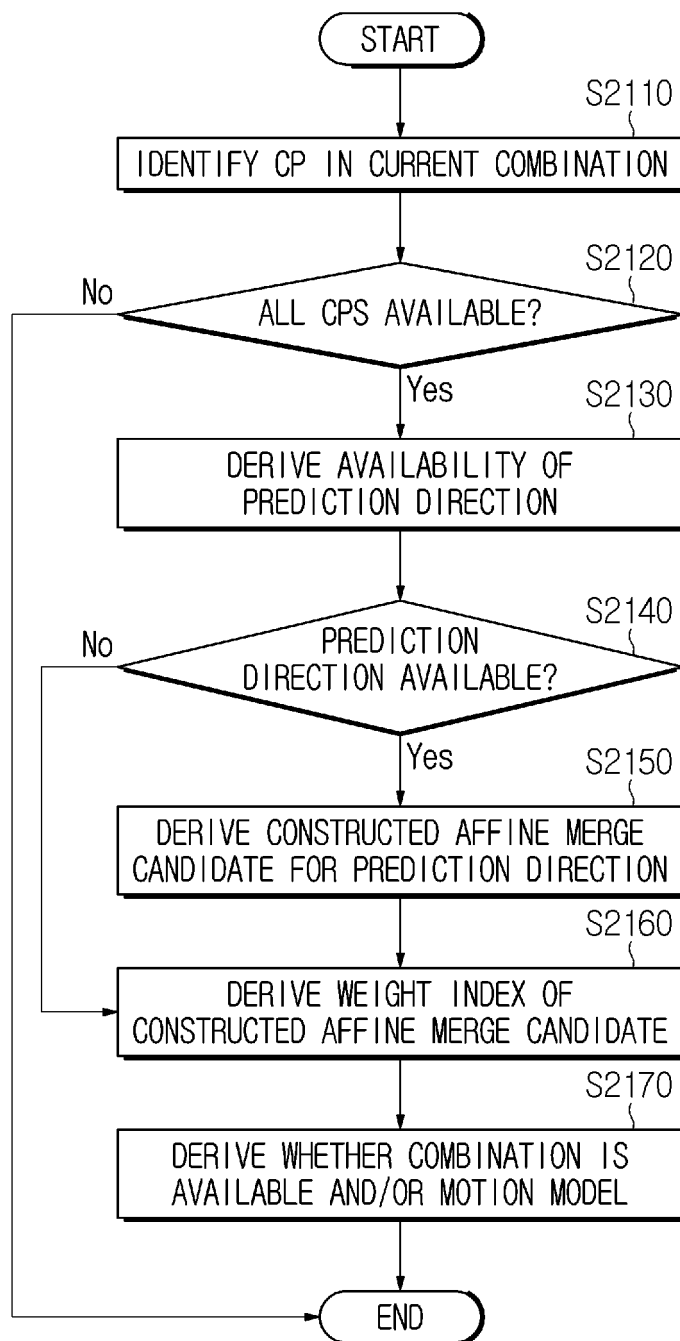 START
S2110
IDENTIFY CP IN CURRENT COMBINATION
S2120
No
ALL CPS AVAILABLE?
Yes
S2130
DERIVE AVAILABILITY OF
PREDICTION DIRECTION
S2140
No
PREDICTION
DIRECTION AVAILABLE?
Yes
S2150
DERIVE CONSTRUCTED AFFINE MERGE
CANDIDATE FOR PREDICTION DIRECTION
S2160
DERIVE WEIGHT INDEX OF
CONSTRUCTED AFFINE MERGE CANDIDATE
S2170
DERIVE WHETHER COMBINATION IS
AVAILABLE AND/OR MOTION MODEL
END